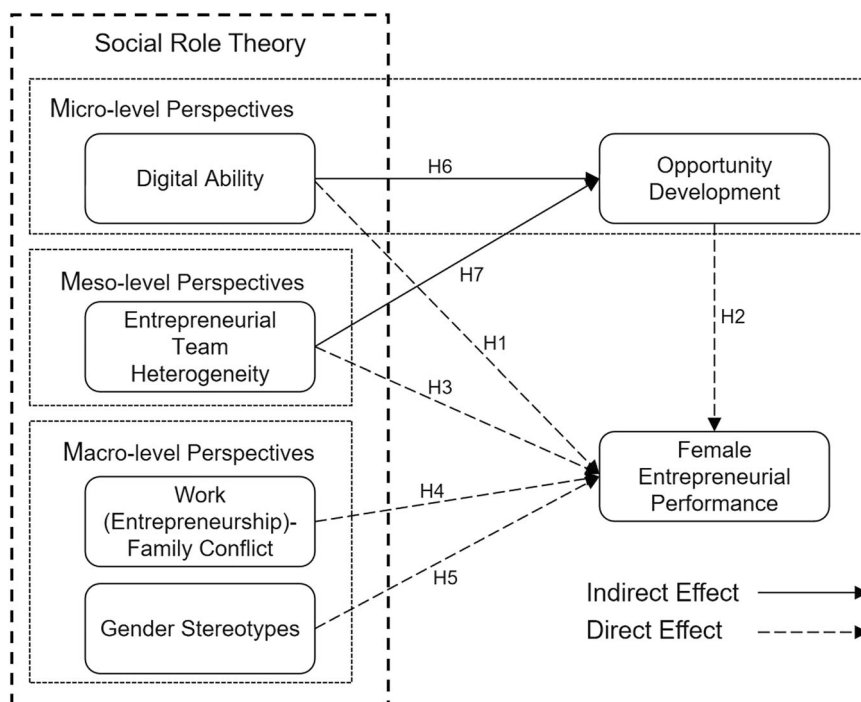 Social Role Theory
Micro-level Perspectives
Digital Ability
H6
Opportunity
Development
H7
Meso-level Perspectives
Entrepreneurial
Team
Heterogeneity
H1
H2
H3
Macro-level Perspectives
Work
(Entrepreneurship)-
Family Conflict
H4
Female
Entrepreneurial
Performance
H5
Gender Stereotypes
Indirect Effect
Direct Effect